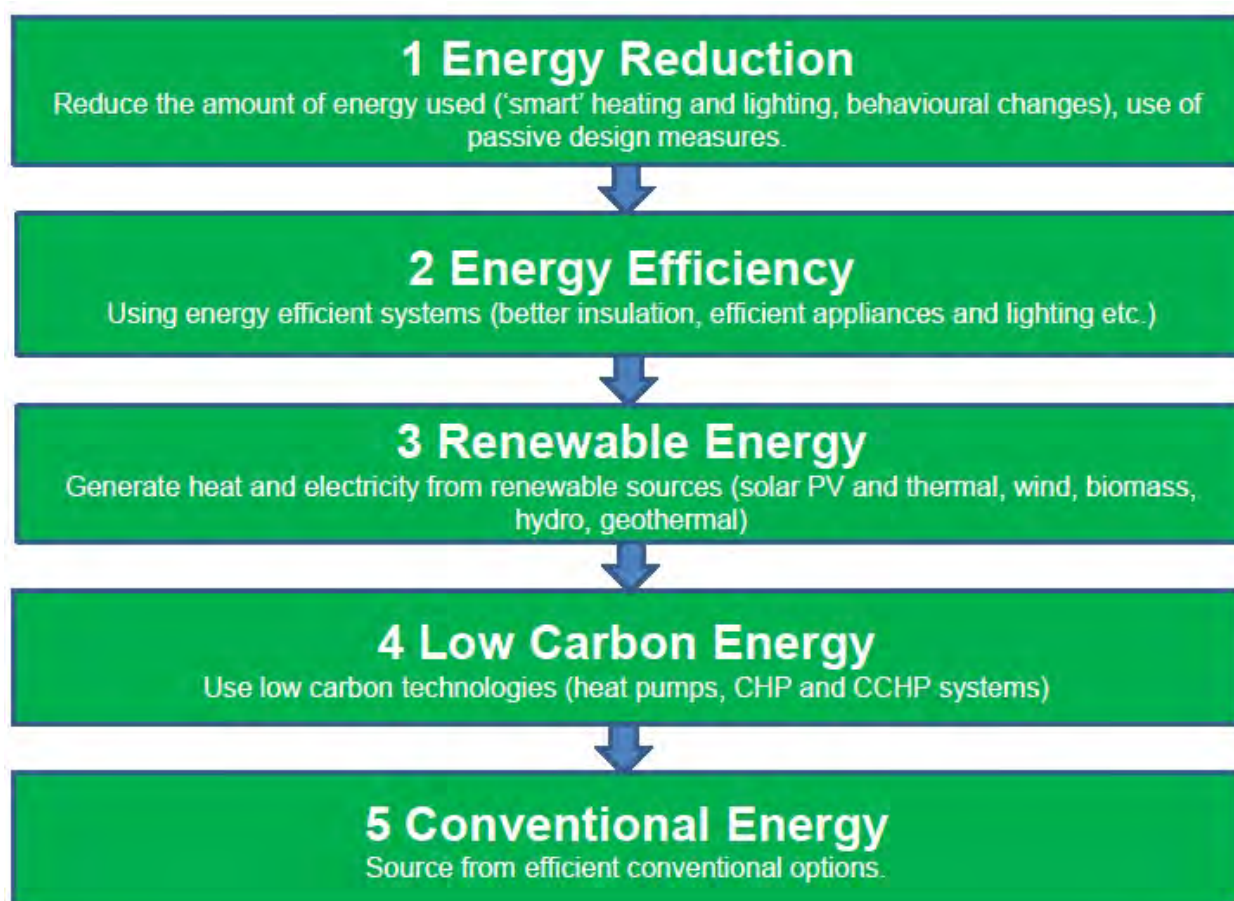 1 Energy Reduction
Reduce the amount of energy used (‘smart’ heating and lighting, behavioural changes), use of
passive design measures.
2 Energy Efficiency
Using energy efficient systems (better insulation, efficient appliances and lighting etc.)
3 Renewable Energy
Generate heat and electricity from renewable sources (solar PV and thermal, wind, biomass,
hydro, geothermal)
4 Low Carbon Energy
Use low carbon technologies (heat pumps, CHP and CCHP systems)
5 Conventional Energy
Source from efficient conventional options.